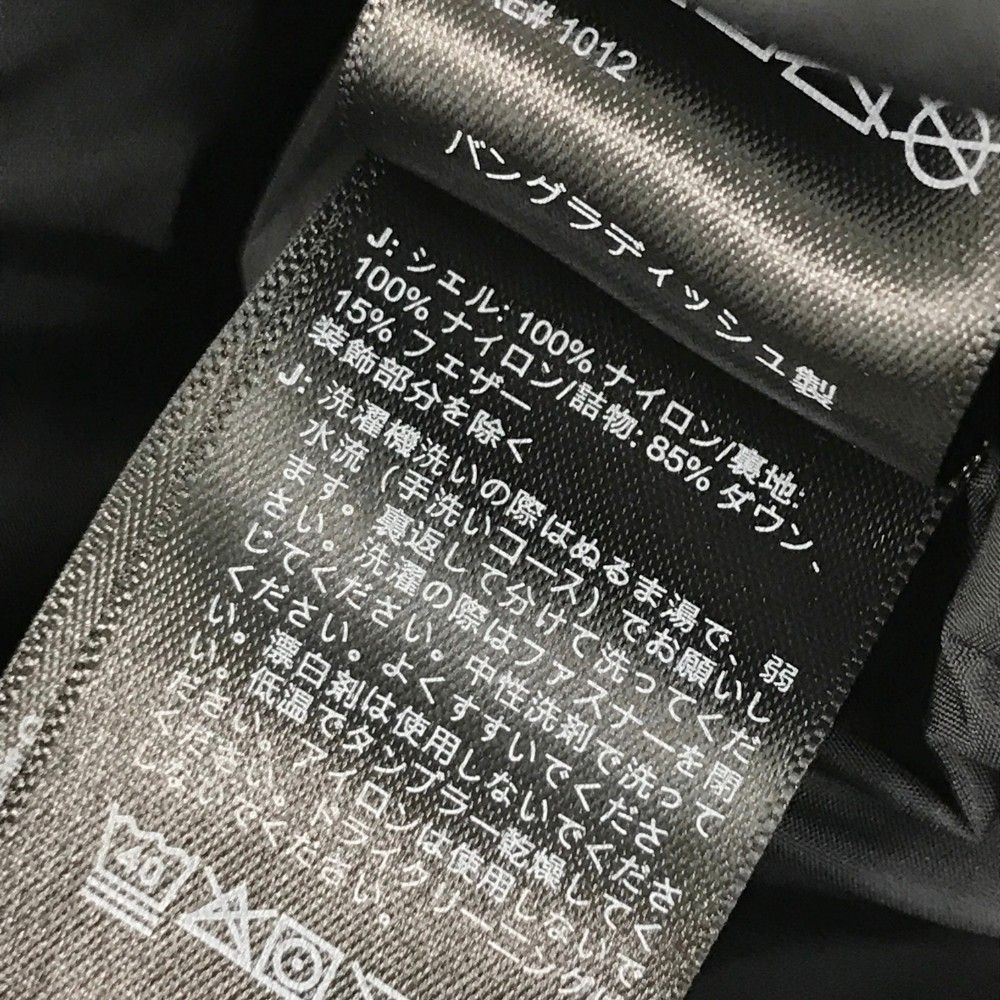 RE# 1012
バングラディッシュ製
J: シェル: 100% ナイロン/裏地:
100% ナイロン/詰物: 85% ダウン、
15% フェザー
装飾部分を除く
J: 洗濯機洗いの際はぬるま湯で、弱
水流（手洗いコース）でお願いし
ます。裏返して分けて洗ってくだ
さい。洗濯の際はファスナーを閉
じてください。中性洗剤で洗って
ください。よくすすいでくださ
い。漂白剤は使用しないでくださ
い。低温でタンブラー乾燥してく
ださい。アイロンは使用しないで
ください。ドライクリーニング
しないでください。
40